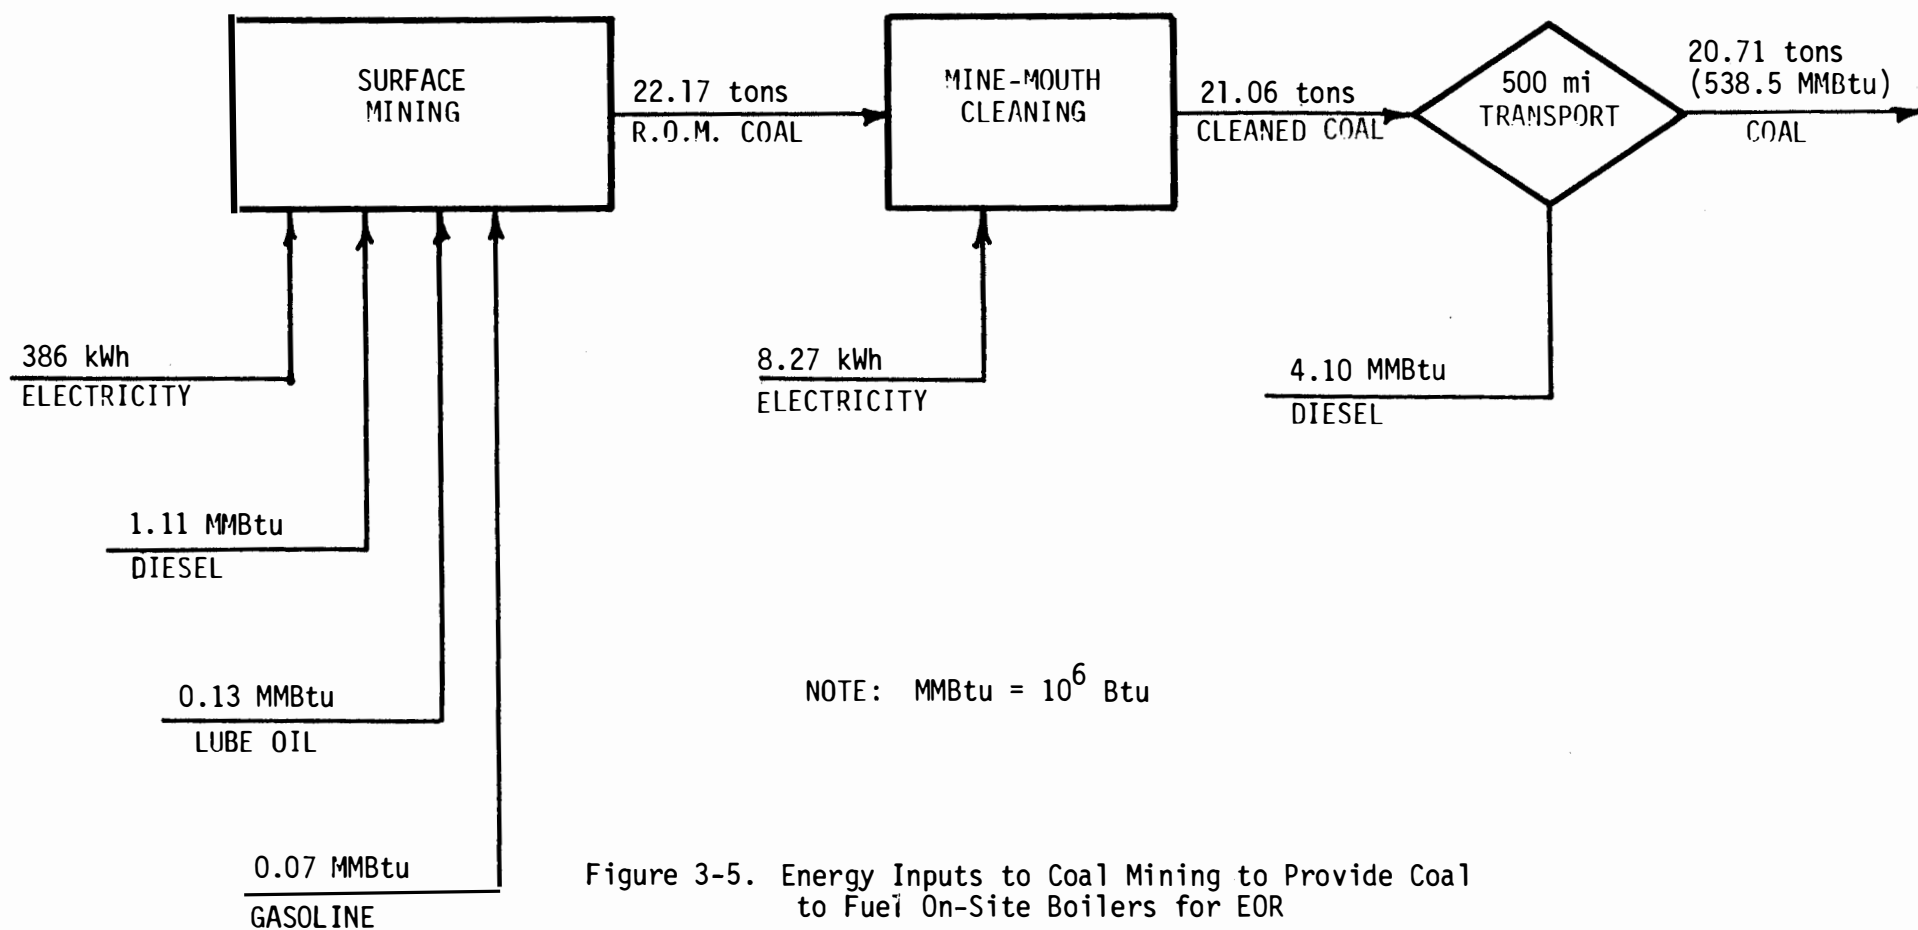 SURFACE
MINING
22.17 tons
R.O.M. COAL
MINE-MOUTH
CLEANING
21.06 tons
CLEANED COAL
500 mi
TRANSPORT
20.71 tons
(538.5 MMBtu)
COAL
386 kWh
ELECTRICITY
8.27 kWh
ELECTRICITY
4.10 MMBtu
DIESEL
1.11 MMBtu
DIESEL
0.13 MMBtu
LUBE OIL
NOTE: MMBtu = 10⁶ Btu
0.07 MMBtu
GASOLINE
Figure 3-5. Energy Inputs to Coal Mining to Provide Coal
to Fuel On-Site Boilers for EOR